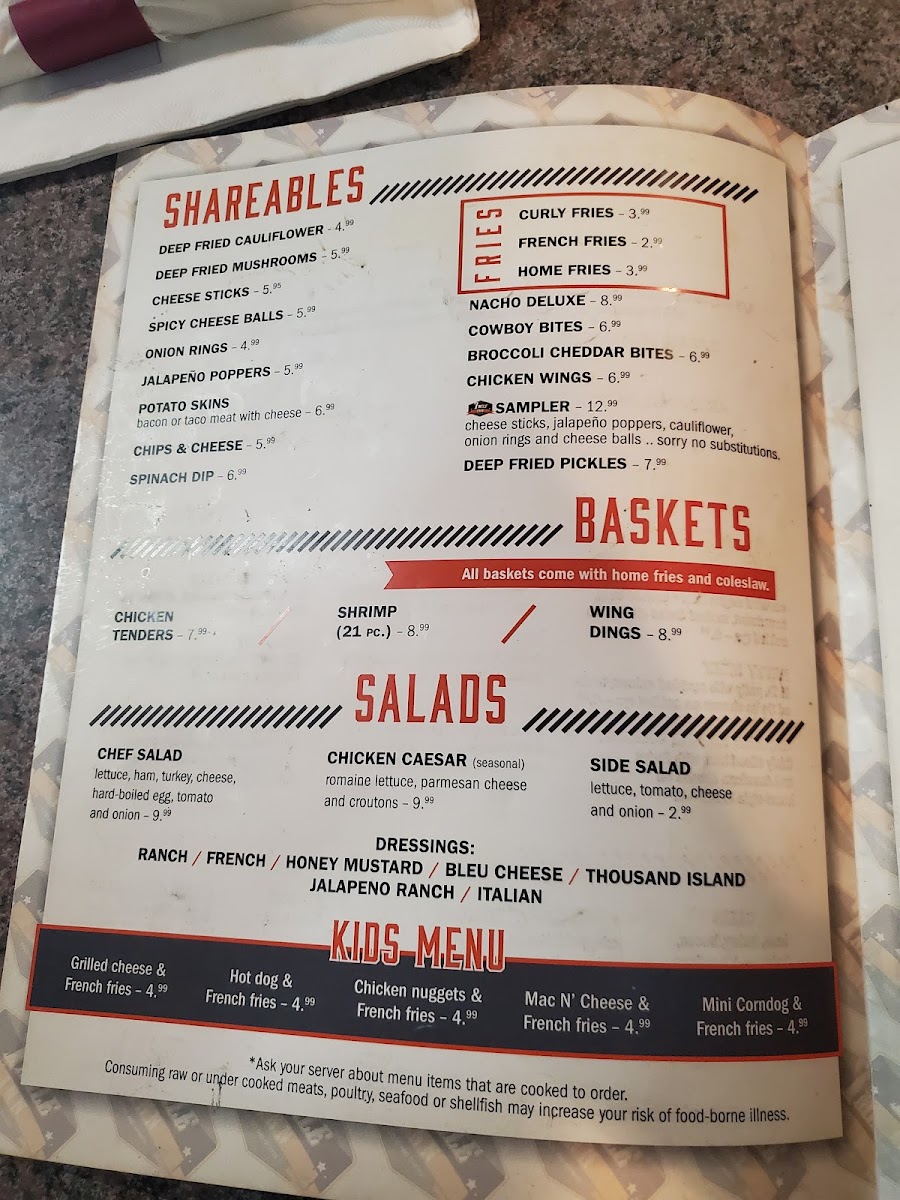 SHAREABLES
DEEP FRIED CAULIFLOWER - 4.99
DEEP FRIED MUSHROOMS - 5.99
CHEESE STICKS - 5.95
SPICY CHEESE BALLS - 5.99
ONION RINGS - 4.99
JALAPEÑO POPPERS - 5.99
POTATO SKINS
bacon or taco meat with cheese - 6.99
CHIPS & CHEESE - 5.99
SPINACH DIP - 6.99
FRIES
CURLY FRIES - 3.99
FRENCH FRIES - 2.99
HOME FRIES - 3.99
NACHO DELUXE - 8.99
COWBOY BITES - 6.99
BROCCOLI CHEDDAR BITES - 6.99
CHICKEN WINGS - 6.99
SAMPLER - 12.99
cheese sticks, jalapeño poppers, cauliflower,
onion rings and cheese balls .. sorry no substitutions.
DEEP FRIED PICKLES - 7.99
BASKETS
All baskets come with home fries and coleslaw.
CHICKEN
TENDERS - 7.99
SHRIMP
(21 PC.) - 8.99
WING
DINGS - 8.99
SALADS
CHEF SALAD
lettuce, ham, turkey, cheese,
hard-boiled egg, tomato
and onion - 9.99
CHICKEN CAESAR (seasonal)
romaine lettuce, parmesan cheese
and croutons - 9.99
SIDE SALAD
lettuce, tomato, cheese
and onion - 2.99
DRESSINGS:
RANCH / FRENCH / HONEY MUSTARD / BLEU CHEESE / THOUSAND ISLAND
JALAPENO RANCH / ITALIAN
KIDS MENU
Grilled cheese &
French fries - 4.99
Hot dog &
French fries - 4.99
Chicken nuggets &
French fries - 4.99
Mac N' Cheese &
French fries - 4.99
Mini Corndog &
French fries - 4.99
*Ask your server about menu items that are cooked to order.
Consuming raw or under cooked meats, poultry, seafood or shellfish may increase your risk of food-borne illness.